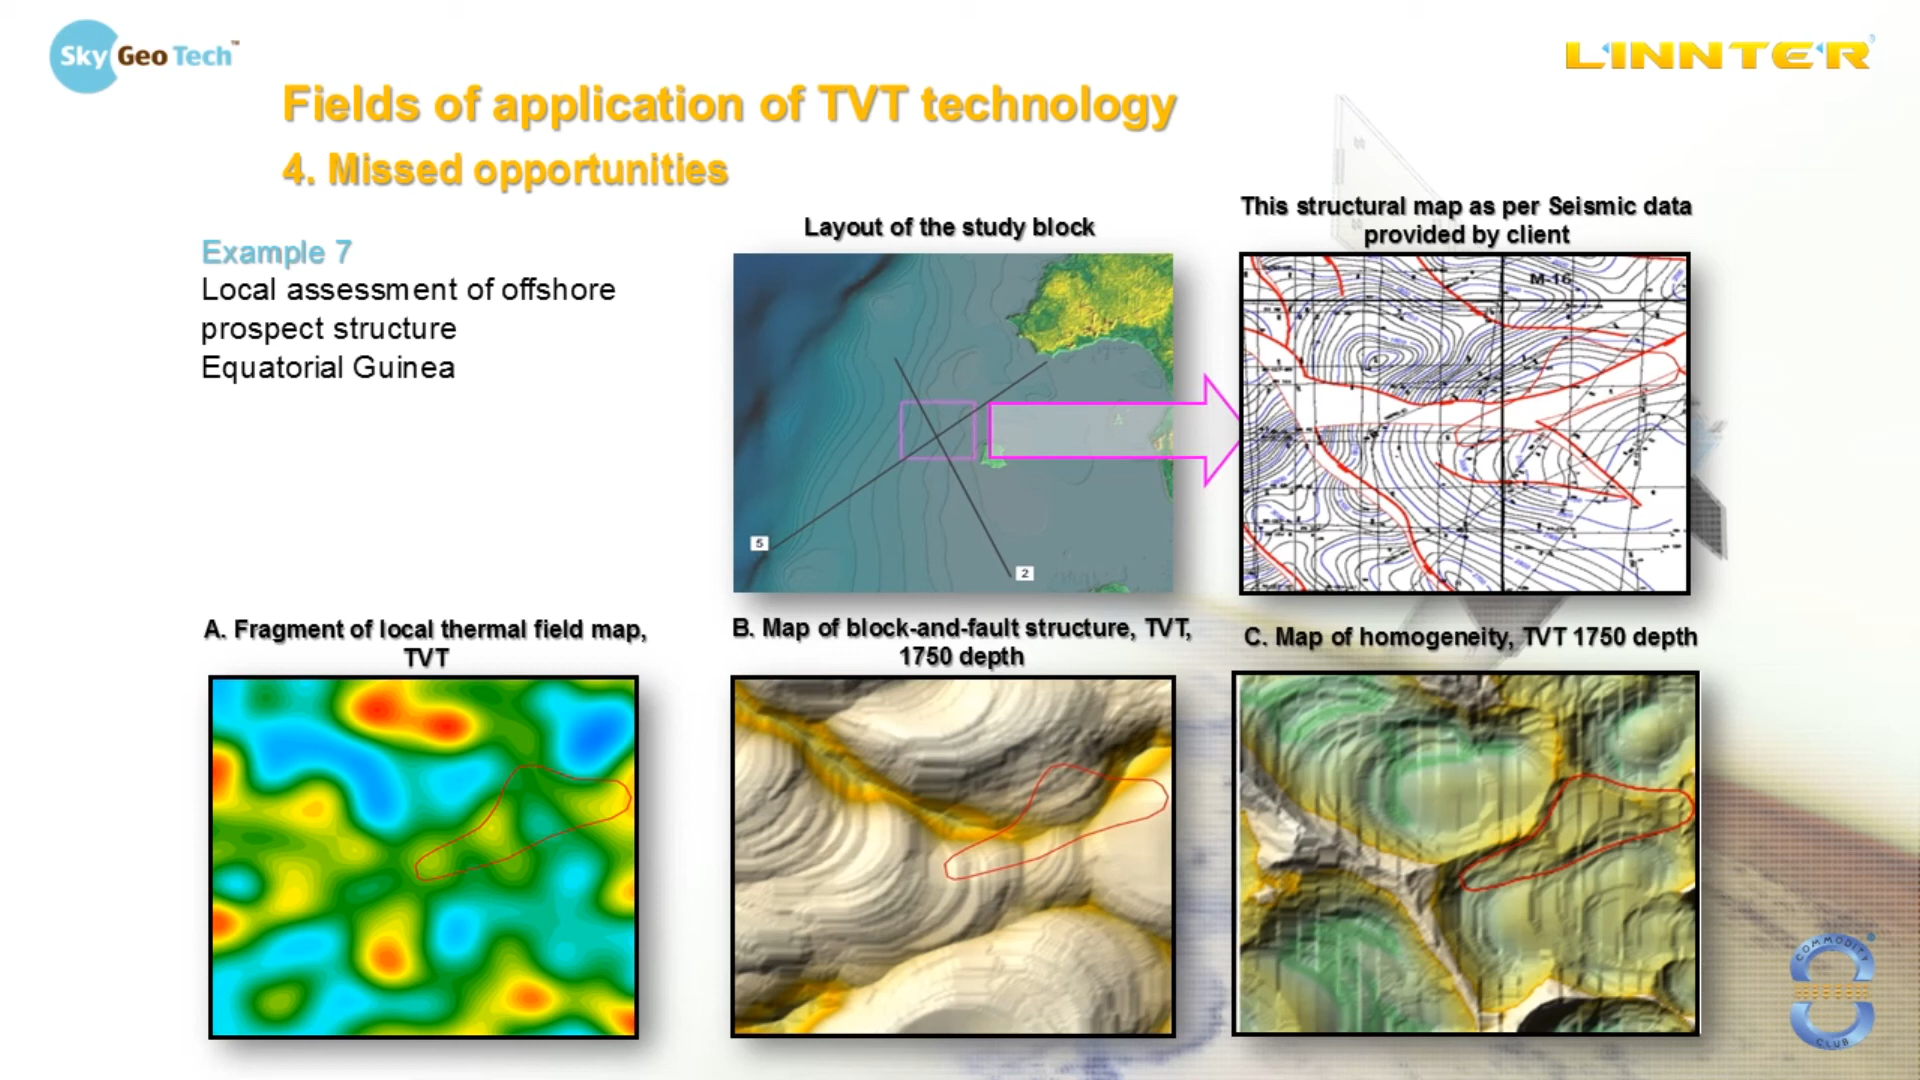 Sky Geo Tech™
LINNTER
Fields of application of TVT technology
4. Missed opportunities
Example 7
Local assessment of offshore
prospect structure
Equatorial Guinea
Layout of the study block
5
2
This structural map as per Seismic data
provided by client
M-16
A. Fragment of local thermal field map,
TVT
B. Map of block-and-fault structure, TVT,
1750 depth
C. Map of homogeneity, TVT 1750 depth
COMMODITY
CLUB